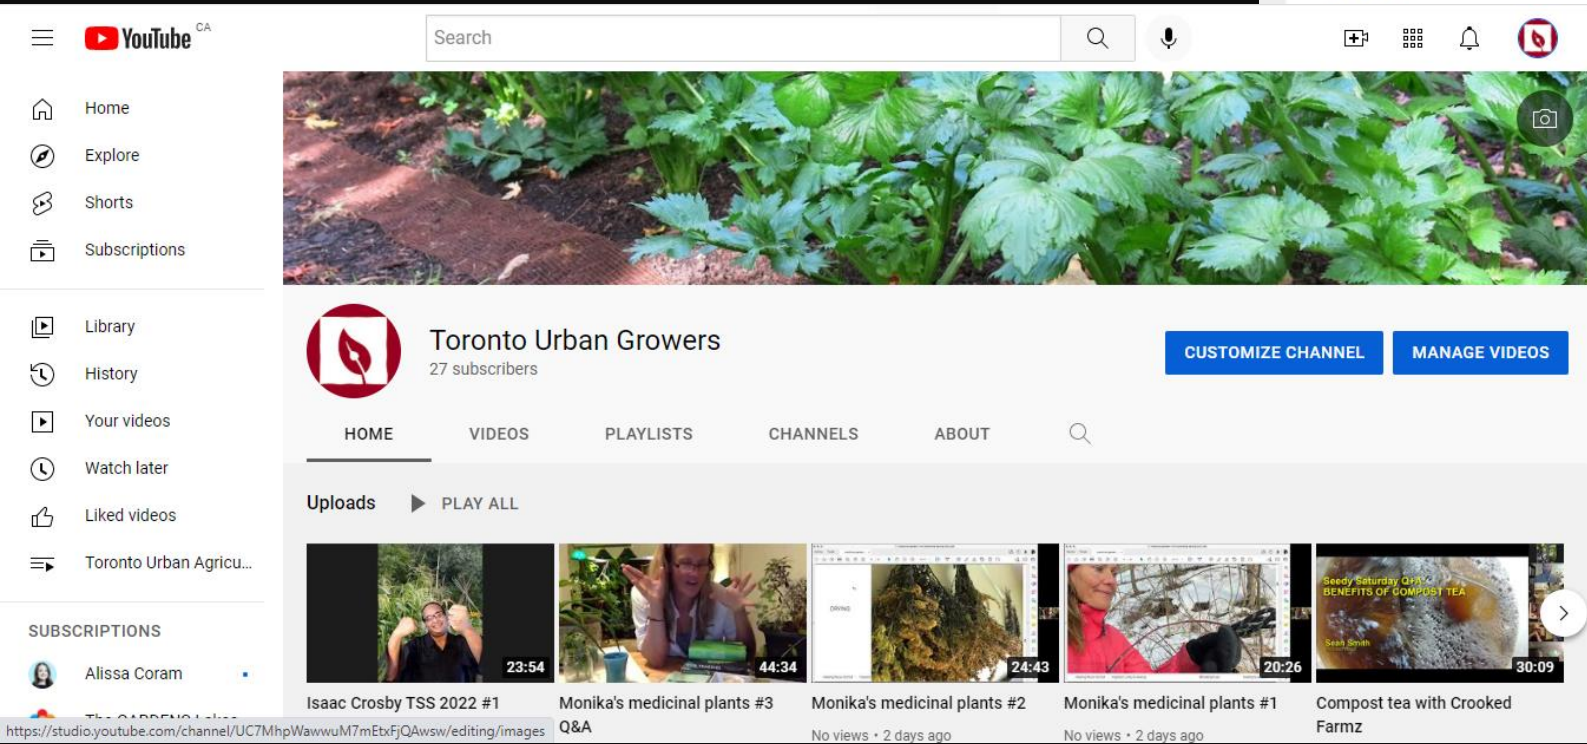 YouTube CA
Search
Home
Explore
Shorts
Subscriptions
Library
History
Your videos
Watch later
Liked videos
Toronto Urban Agricu...
SUBSCRIPTIONS
Alissa Coram
Toronto Urban Growers
27 subscribers
CUSTOMIZE CHANNEL
MANAGE VIDEOS
HOME
VIDEOS
PLAYLISTS
CHANNELS
ABOUT
Uploads
PLAY ALL
23:54
Isaac Crosby TSS 2022 #1
44:34
Monika's medicinal plants #3
Q&A
DRYING
24:43
Monika's medicinal plants #2
No views • 2 days ago
20:26
Monika's medicinal plants #1
No views • 2 days ago
Seedy Saturday Q+A:
BENEFITS OF COMPOST TEA
Sean Smith
30:09
Compost tea with Crooked
Farmz
https://studio.youtube.com/channel/UC7MhpWawwuM7mEtxFjQAwsw/editing/images